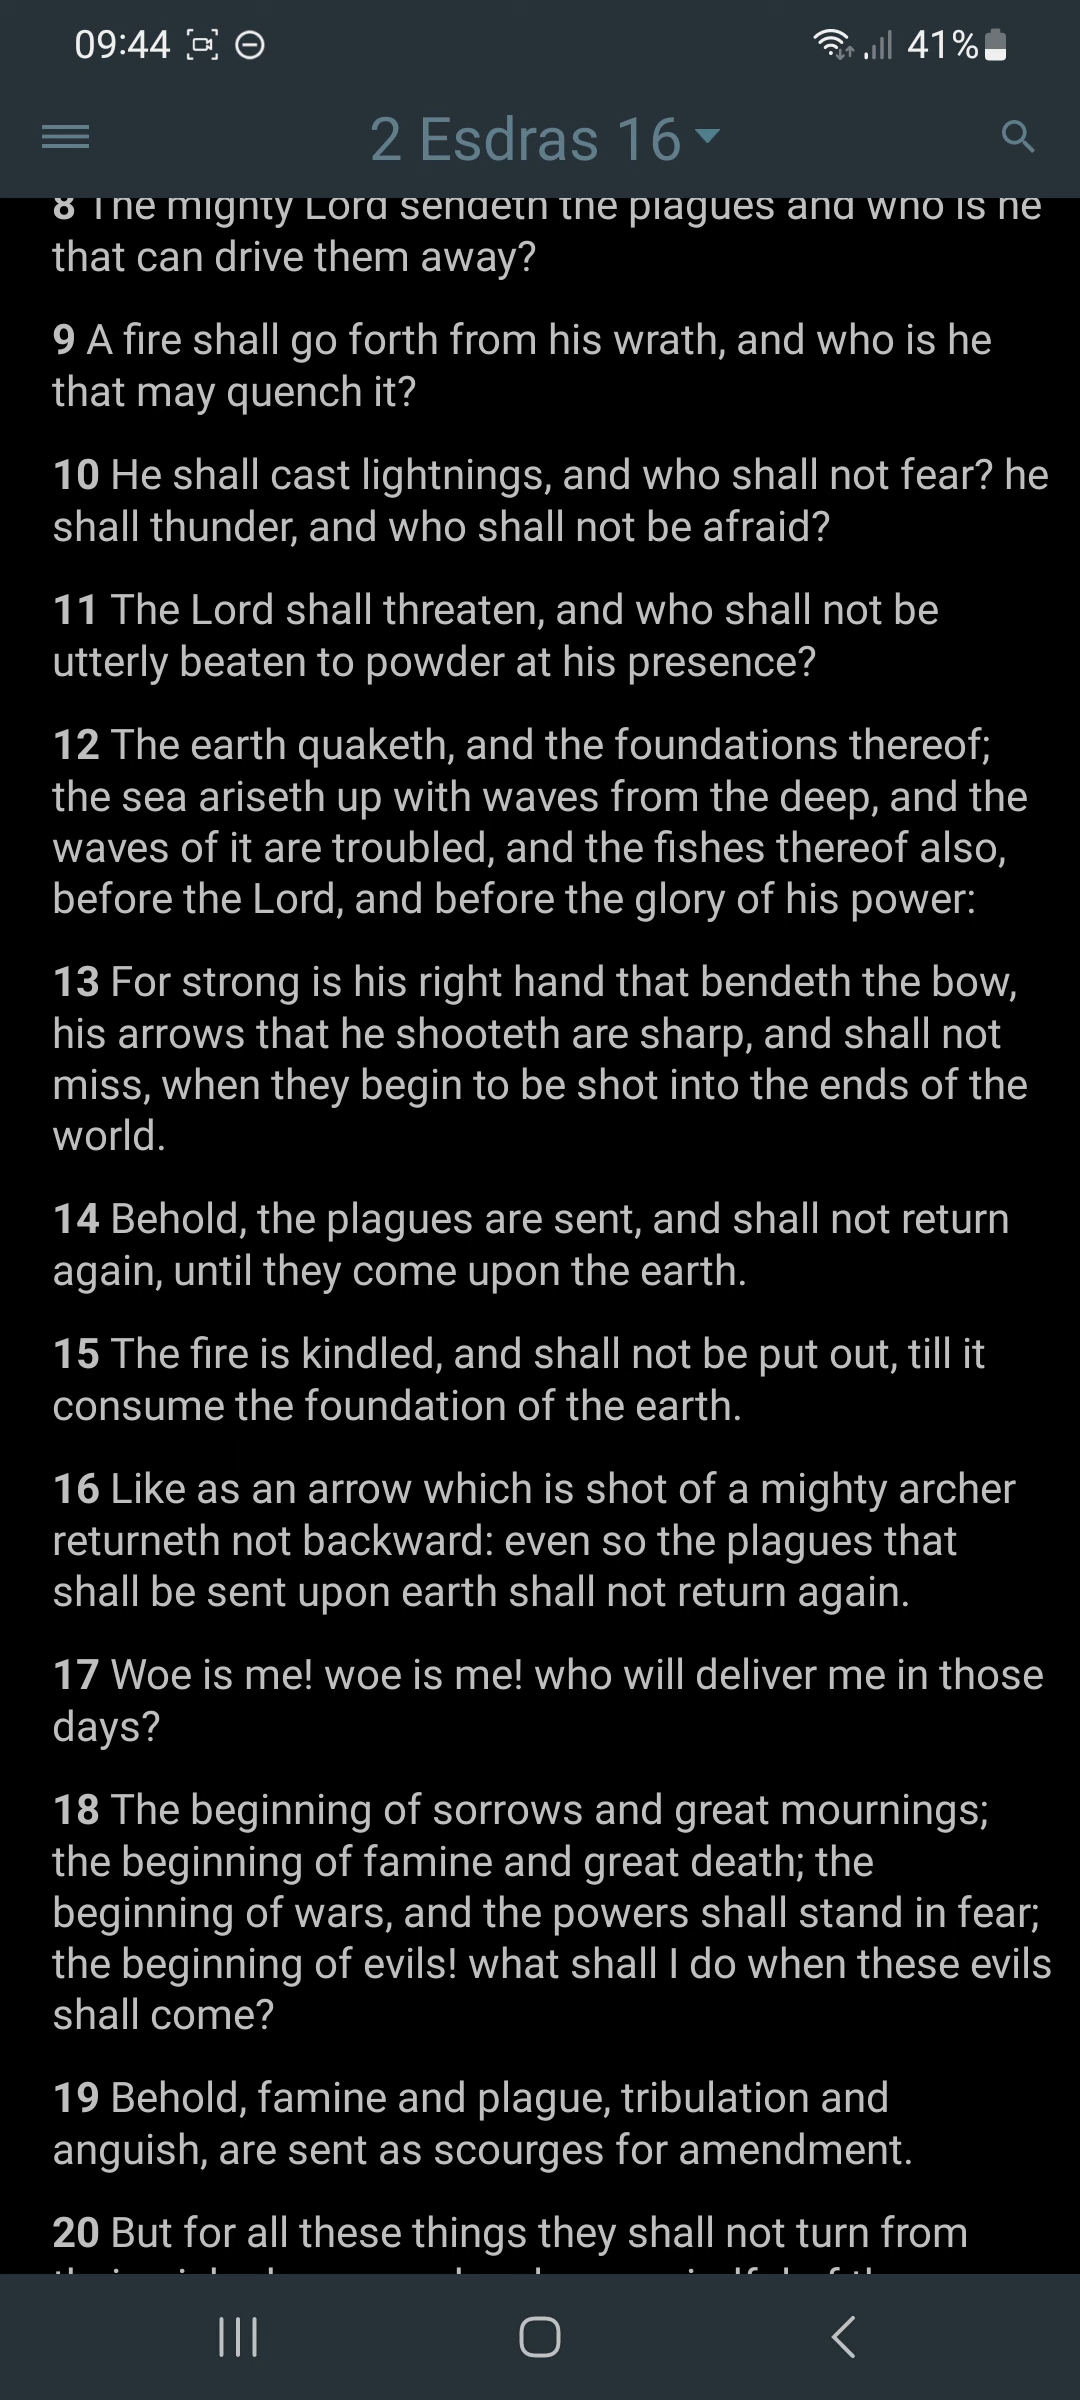 09:44
41%
2 Esdras 16
8 The mighty Lord sendeth the plagues and who is he
that can drive them away?
9 A fire shall go forth from his wrath, and who is he
that may quench it?
10 He shall cast lightnings, and who shall not fear? he
shall thunder, and who shall not be afraid?
11 The Lord shall threaten, and who shall not be
utterly beaten to powder at his presence?
12 The earth quaketh, and the foundations thereof;
the sea ariseth up with waves from the deep, and the
waves of it are troubled, and the fishes thereof also,
before the Lord, and before the glory of his power:
13 For strong is his right hand that bendeth the bow,
his arrows that he shooteth are sharp, and shall not
miss, when they begin to be shot into the ends of the
world.
14 Behold, the plagues are sent, and shall not return
again, until they come upon the earth.
15 The fire is kindled, and shall not be put out, till it
consume the foundation of the earth.
16 Like as an arrow which is shot of a mighty archer
returneth not backward: even so the plagues that
shall be sent upon earth shall not return again.
17 Woe is me! woe is me! who will deliver me in those
days?
18 The beginning of sorrows and great mournings;
the beginning of famine and great death; the
beginning of wars, and the powers shall stand in fear;
the beginning of evils! what shall I do when these evils
shall come?
19 Behold, famine and plague, tribulation and
anguish, are sent as scourges for amendment.
20 But for all these things they shall not turn from